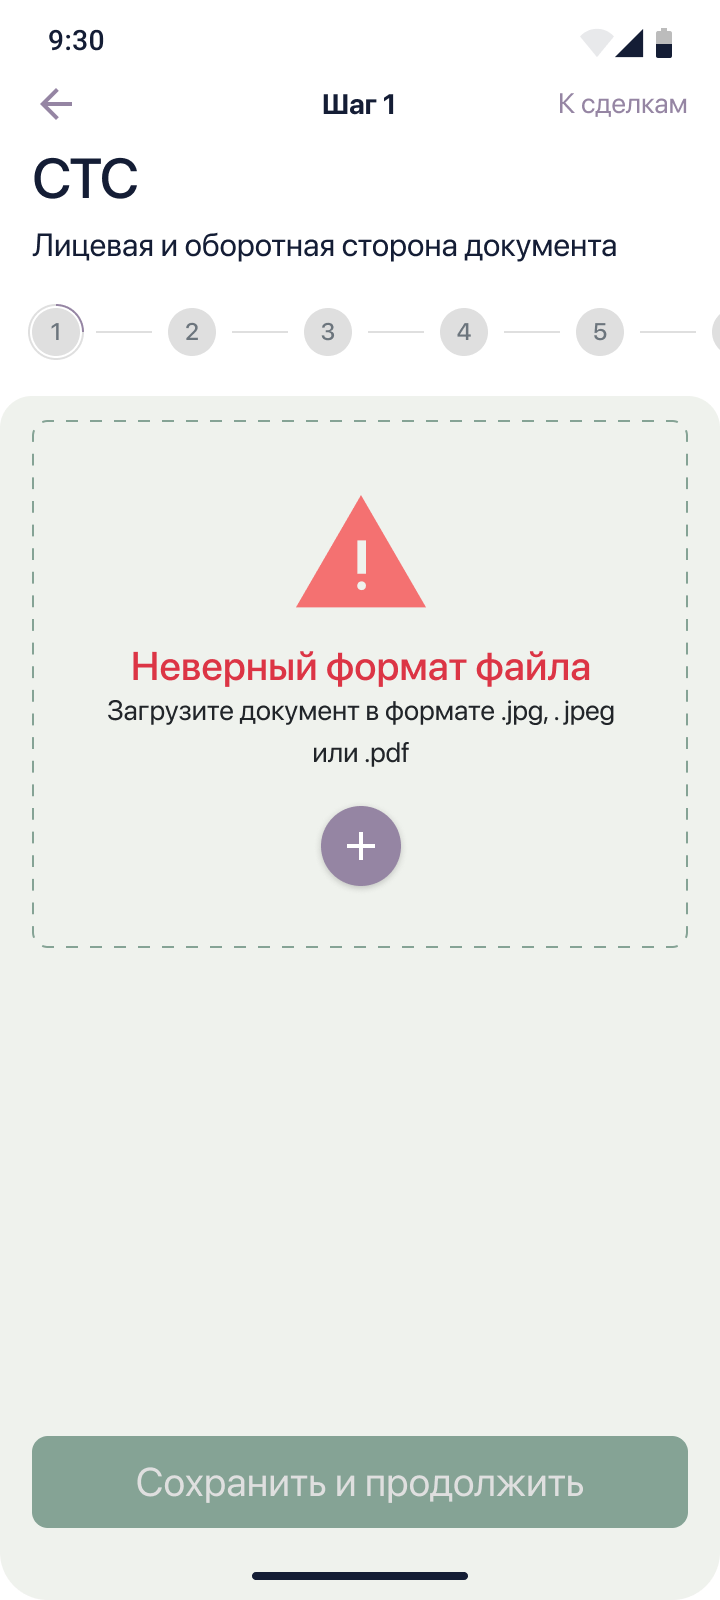 9:30
Шаг 1
К сделкам
СТС
Лицевая и оборотная сторона документа
1 2 3 4 5
Неверный формат файла
Загрузите документ в формате .jpg, .jpeg
или .pdf
Сохранить и продолжить